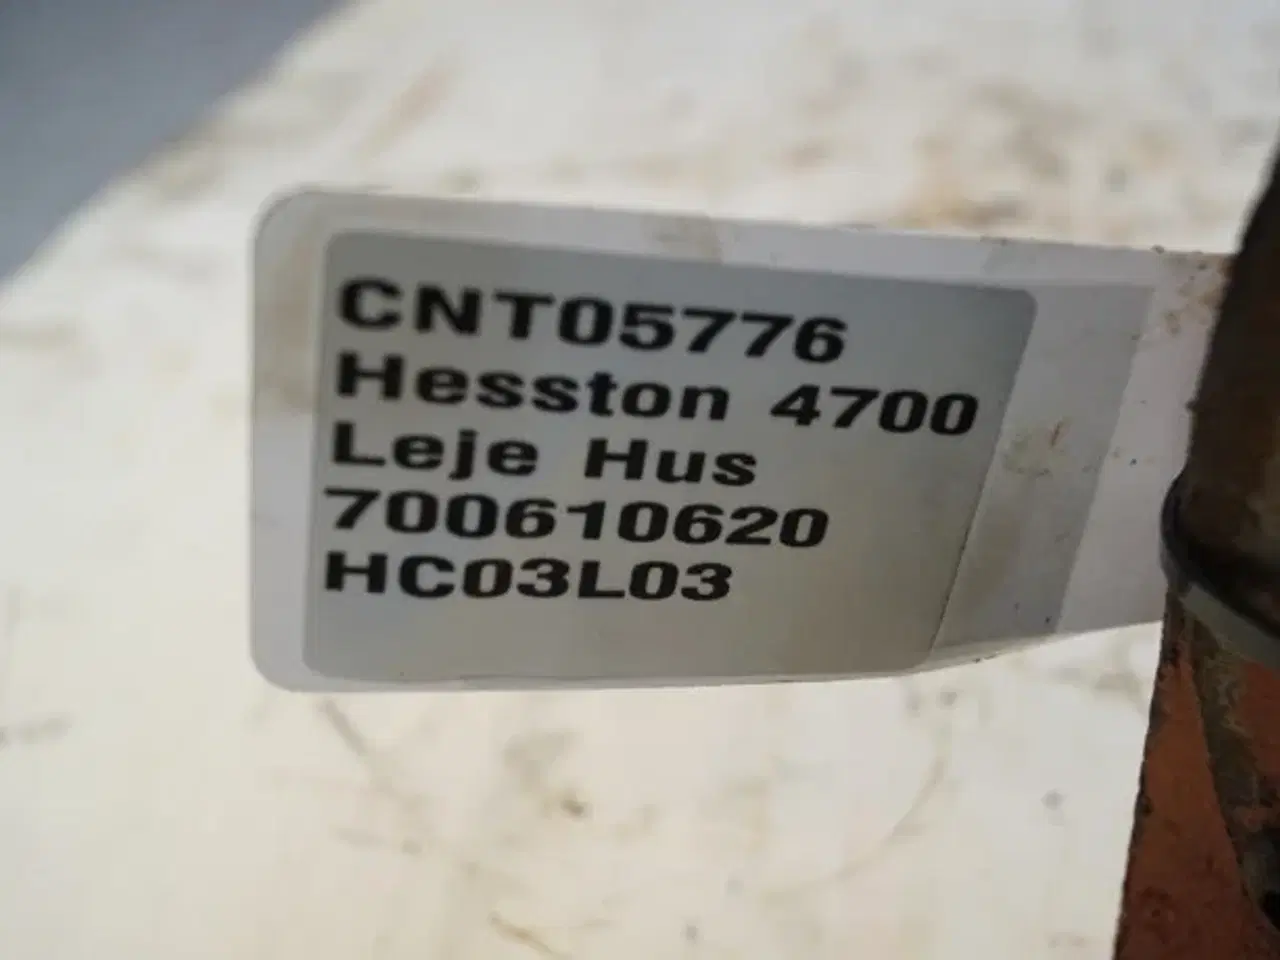 CNT05776
Hesston 4700
Leje Hus
700610620
HC03L03